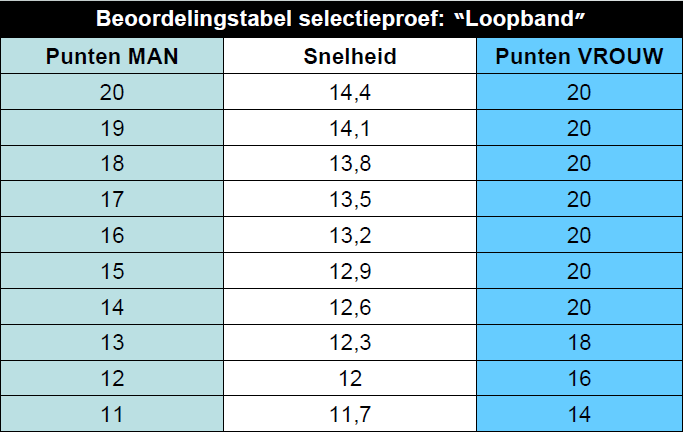 Beoordelingstabel selectieproef: “Loopband”
Punten MAN Snelheid Punten VROUW
20 14,4 20
19 14,1 20
18 13,8 20
17 13,5 20
16 13,2 20
15 12,9 20
14 12,6 20
13 12,3 18
12 12 16
11 11,7 14